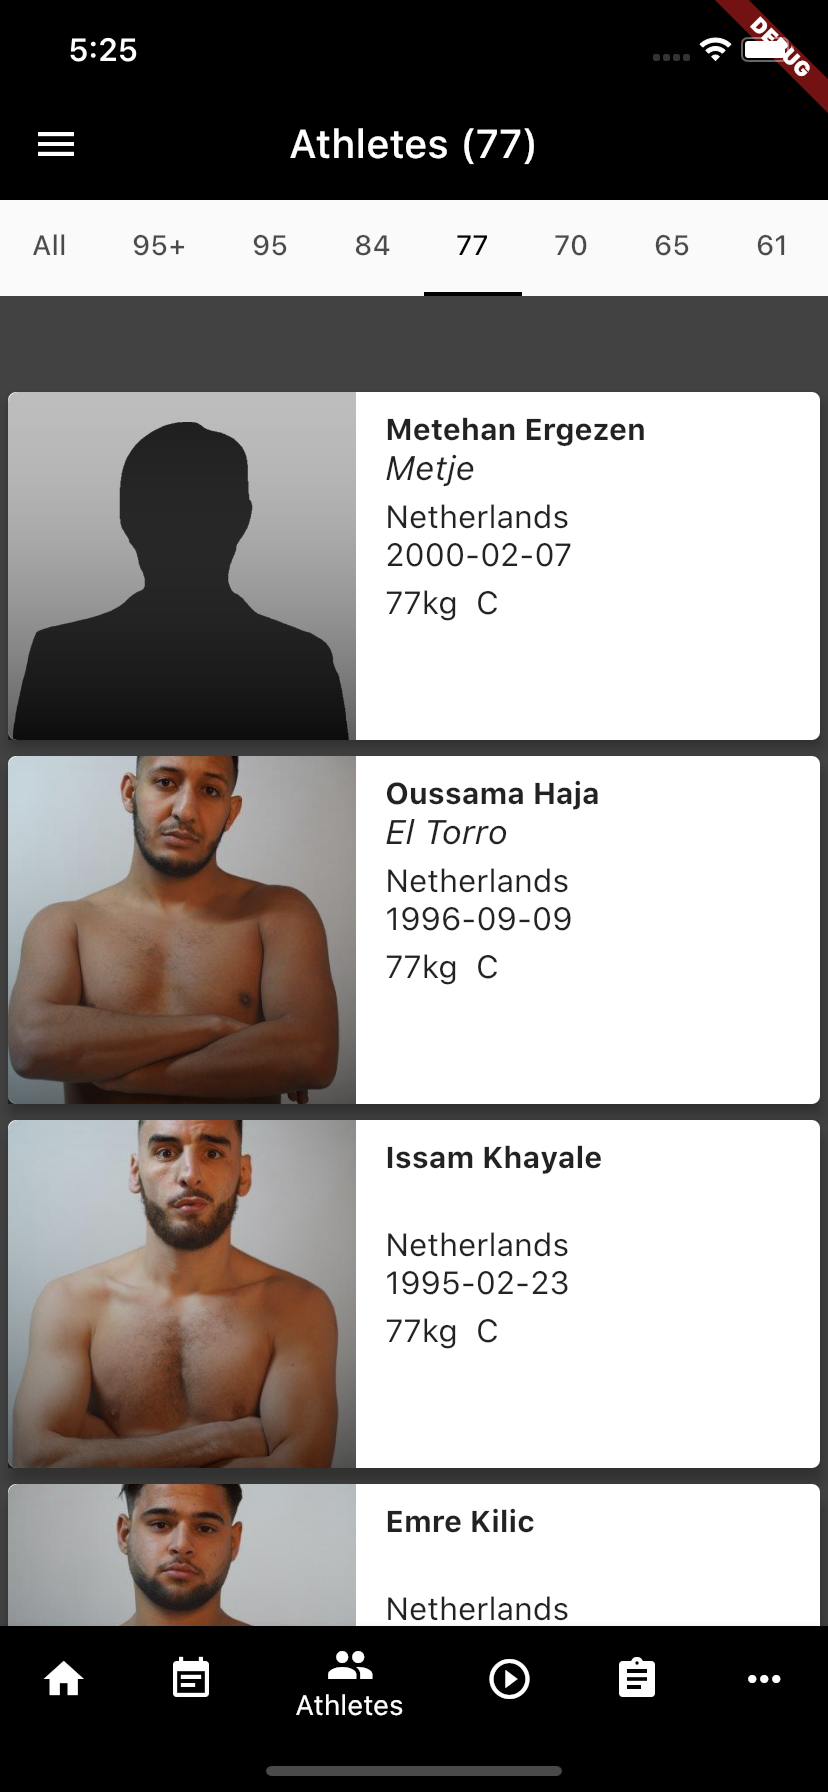 5:25
DEBUG
Athletes (77)
All 95+ 95 84 77 70 65 61
Metehan Ergezen
Metje
Netherlands
2000-02-07
77kg C
Oussama Haja
El Torro
Netherlands
1996-09-09
77kg C
Issam Khayale
Netherlands
1995-02-23
77kg C
Emre Kilic
Netherlands
Athletes